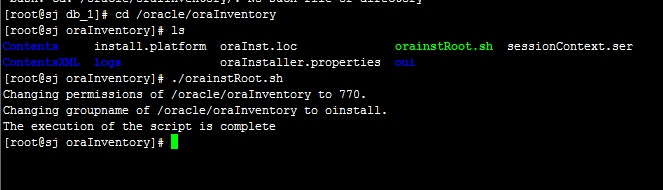 [root@sj db_1]# cd /oracle/oraInventory
[root@sj oraInventory]# ls
Contents install.platform oraInst.loc orainstRoot.sh sessionContext.ser
ContentsXML logs oraInstaller.properties oui
[root@sj oraInventory]# ./orainstRoot.sh
Changing permissions of /oracle/oraInventory to 770.
Changing groupname of /oracle/oraInventory to oinstall.
The execution of the script is complete
[root@sj oraInventory]#